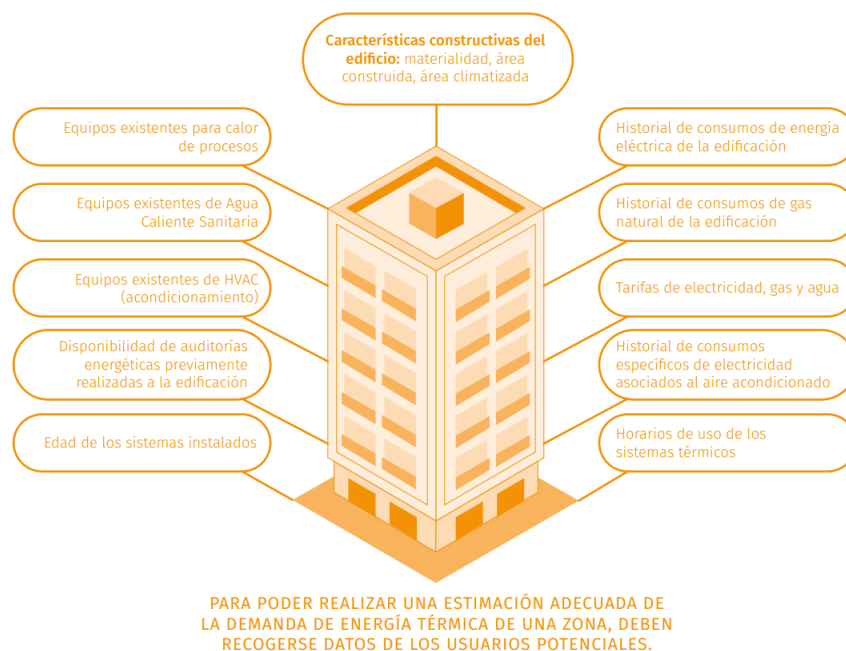 Características constructivas del
edificio: materialidad, área
construida, área climatizada
Equipos existentes para calor
de procesos
Equipos existentes de Agua
Caliente Sanitaria
Equipos existentes de HVAC
(acondicionamiento)
Disponibilidad de auditorías
energéticas previamente
realizadas a la edificación
Edad de los sistemas instalados
Historial de consumos de energía
eléctrica de la edificación
Historial de consumos de gas
natural de la edificación
Tarifas de electricidad, gas y agua
Historial de consumos
específicos de electricidad
asociados al aire acondicionado
Horarios de uso de los
sistemas térmicos
PARA PODER REALIZAR UNA ESTIMACIÓN ADECUADA DE
LA DEMANDA DE ENERGÍA TÉRMICA DE UNA ZONA, DEBEN
RECOGERSE DATOS DE LOS USUARIOS POTENCIALES.